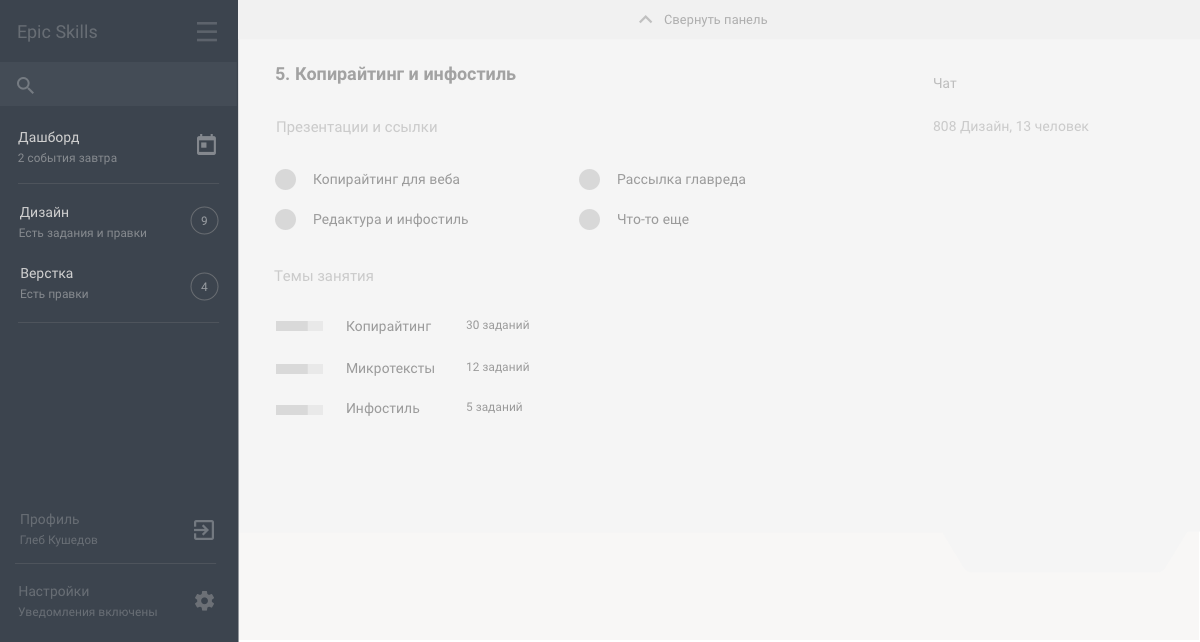 Epic Skills
Дашборд
2 события завтра
Дизайн
9
Есть задания и правки
Верстка
4
Есть правки
Профиль
Глеб Кушедов
Настройки
Уведомления включены
Свернуть панель
5. Копирайтинг и инфостиль
Презентации и ссылки
Копирайтинг для веба
Рассылка главреда
Редактура и инфостиль
Что-то еще
Темы занятия
Копирайтинг 30 заданий
Микротексты 12 заданий
Инфостиль 5 заданий
Чат
808 Дизайн, 13 человек